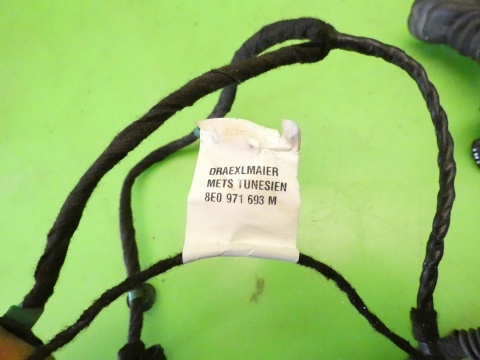 DRAEXLMAIER
METS TUNESIEN
8E0 971 693 M